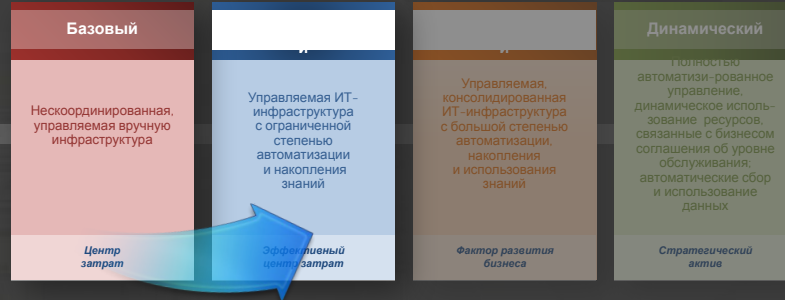 Базовый
Нескоординированная,
управляемая вручную
инфраструктура
Центр
затрат
Управляемая ИТ-
инфраструктура
с ограниченной
степенью
автоматизации
и накопления
знаний
Эффективный
центр затрат
Управляемая,
консолидированная
ИТ-инфраструктура
с большой степенью
автоматизации,
накопления
и использования
знаний
Фактор развития
бизнеса
Динамический
Полностью
автоматизи-рованное
управление,
динамическое исполь-
зование ресурсов,
связанные с бизнесом
соглашения об уровне
обслуживания;
автоматические сбор
и использование
данных
Стратегический
актив